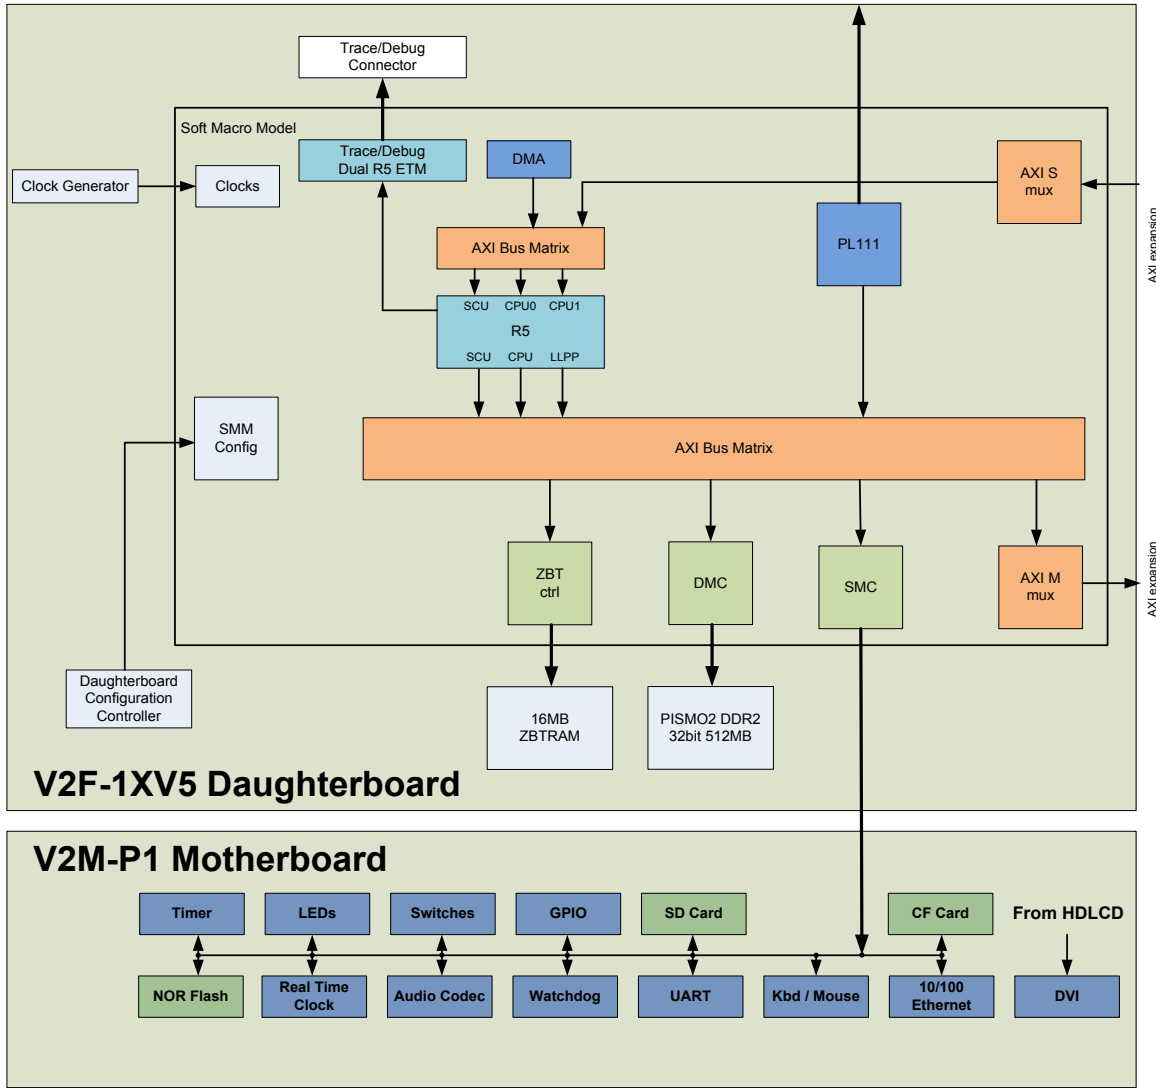 Trace/Debug
Connector
Soft Macro Model
Trace/Debug
Dual R5 ETM
DMA
AXI S
mux
Clock Generator
Clocks
AXI expansion
AXI Bus Matrix
PL111
SCU CPU0 CPU1
R5
SCU CPU LLPP
SMM
Config
AXI Bus Matrix
ZBT
ctrl
DMC
SMC
AXI M
mux
AXI expansion
Daughterboard
Configuration
Controller
16MB
ZBTRAM
PISMO2 DDR2
32bit 512MB
V2F-1XV5 Daughterboard
V2M-P1 Motherboard
Timer
LEDs
Switches
GPIO
SD Card
CF Card
From HDLCD
NOR Flash
Real Time
Clock
Audio Codec
Watchdog
UART
Kbd / Mouse
10/100
Ethernet
DVI